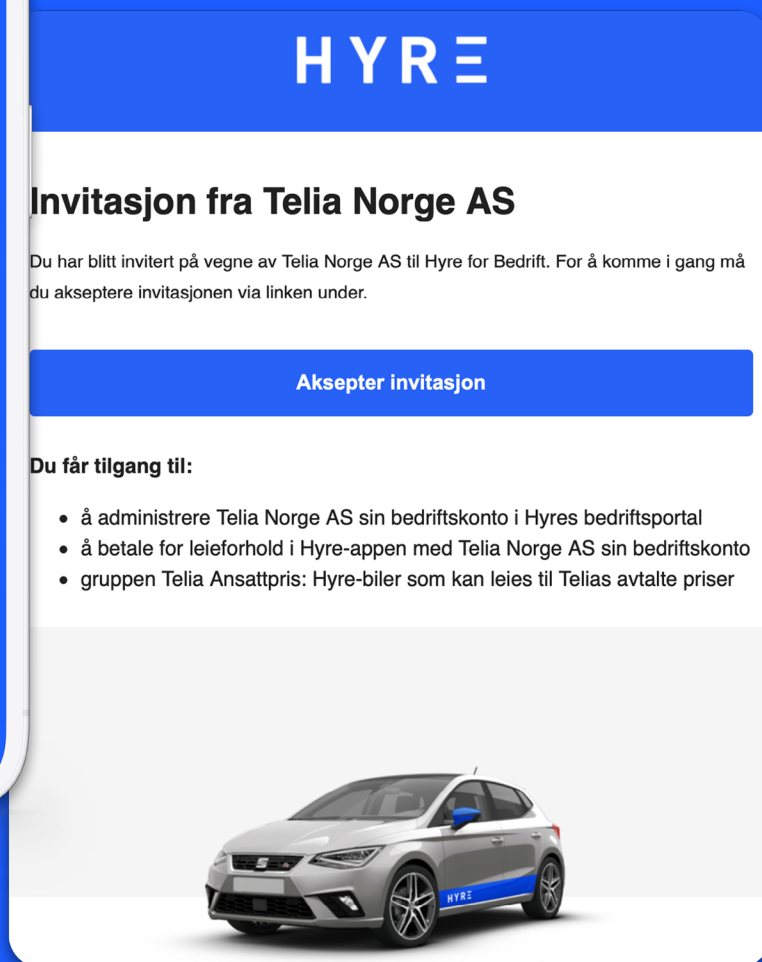 HYRE
Invitasjon fra Telia Norge AS
Du har blitt invitert på vegne av Telia Norge AS til Hyre for Bedrift. For å komme i gang må
du akseptere invitasjonen via linken under.
Aksepter invitasjon
Du får tilgang til:
• å administrere Telia Norge AS sin bedriftskonto i Hyres bedriftsportal
• å betale for leieforhold i Hyre-appen med Telia Norge AS sin bedriftskonto
• gruppen Telia Ansattpris: Hyre-biler som kan leies til Telias avtalte priser
HYRE